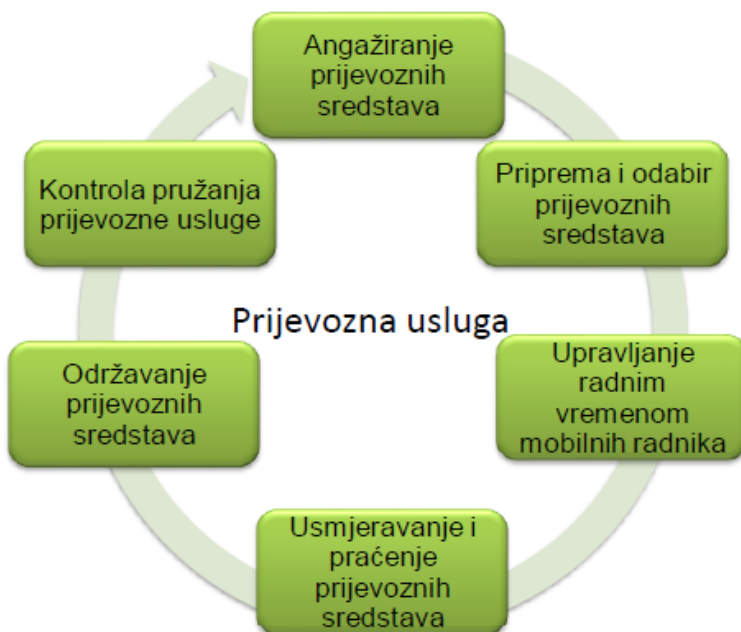 Angažiranje
prijevoznih
sredstava
Priprema i odabir
prijevoznih
sredstava
Upravljanje
radnim
vremenom
mobilnih radnika
Usmjeravanje i
praćenje
prijevoznih
sredstava
Održavanje
prijevoznih
sredstava
Kontrola pružanja
prijevozne usluge
Prijevozna usluga